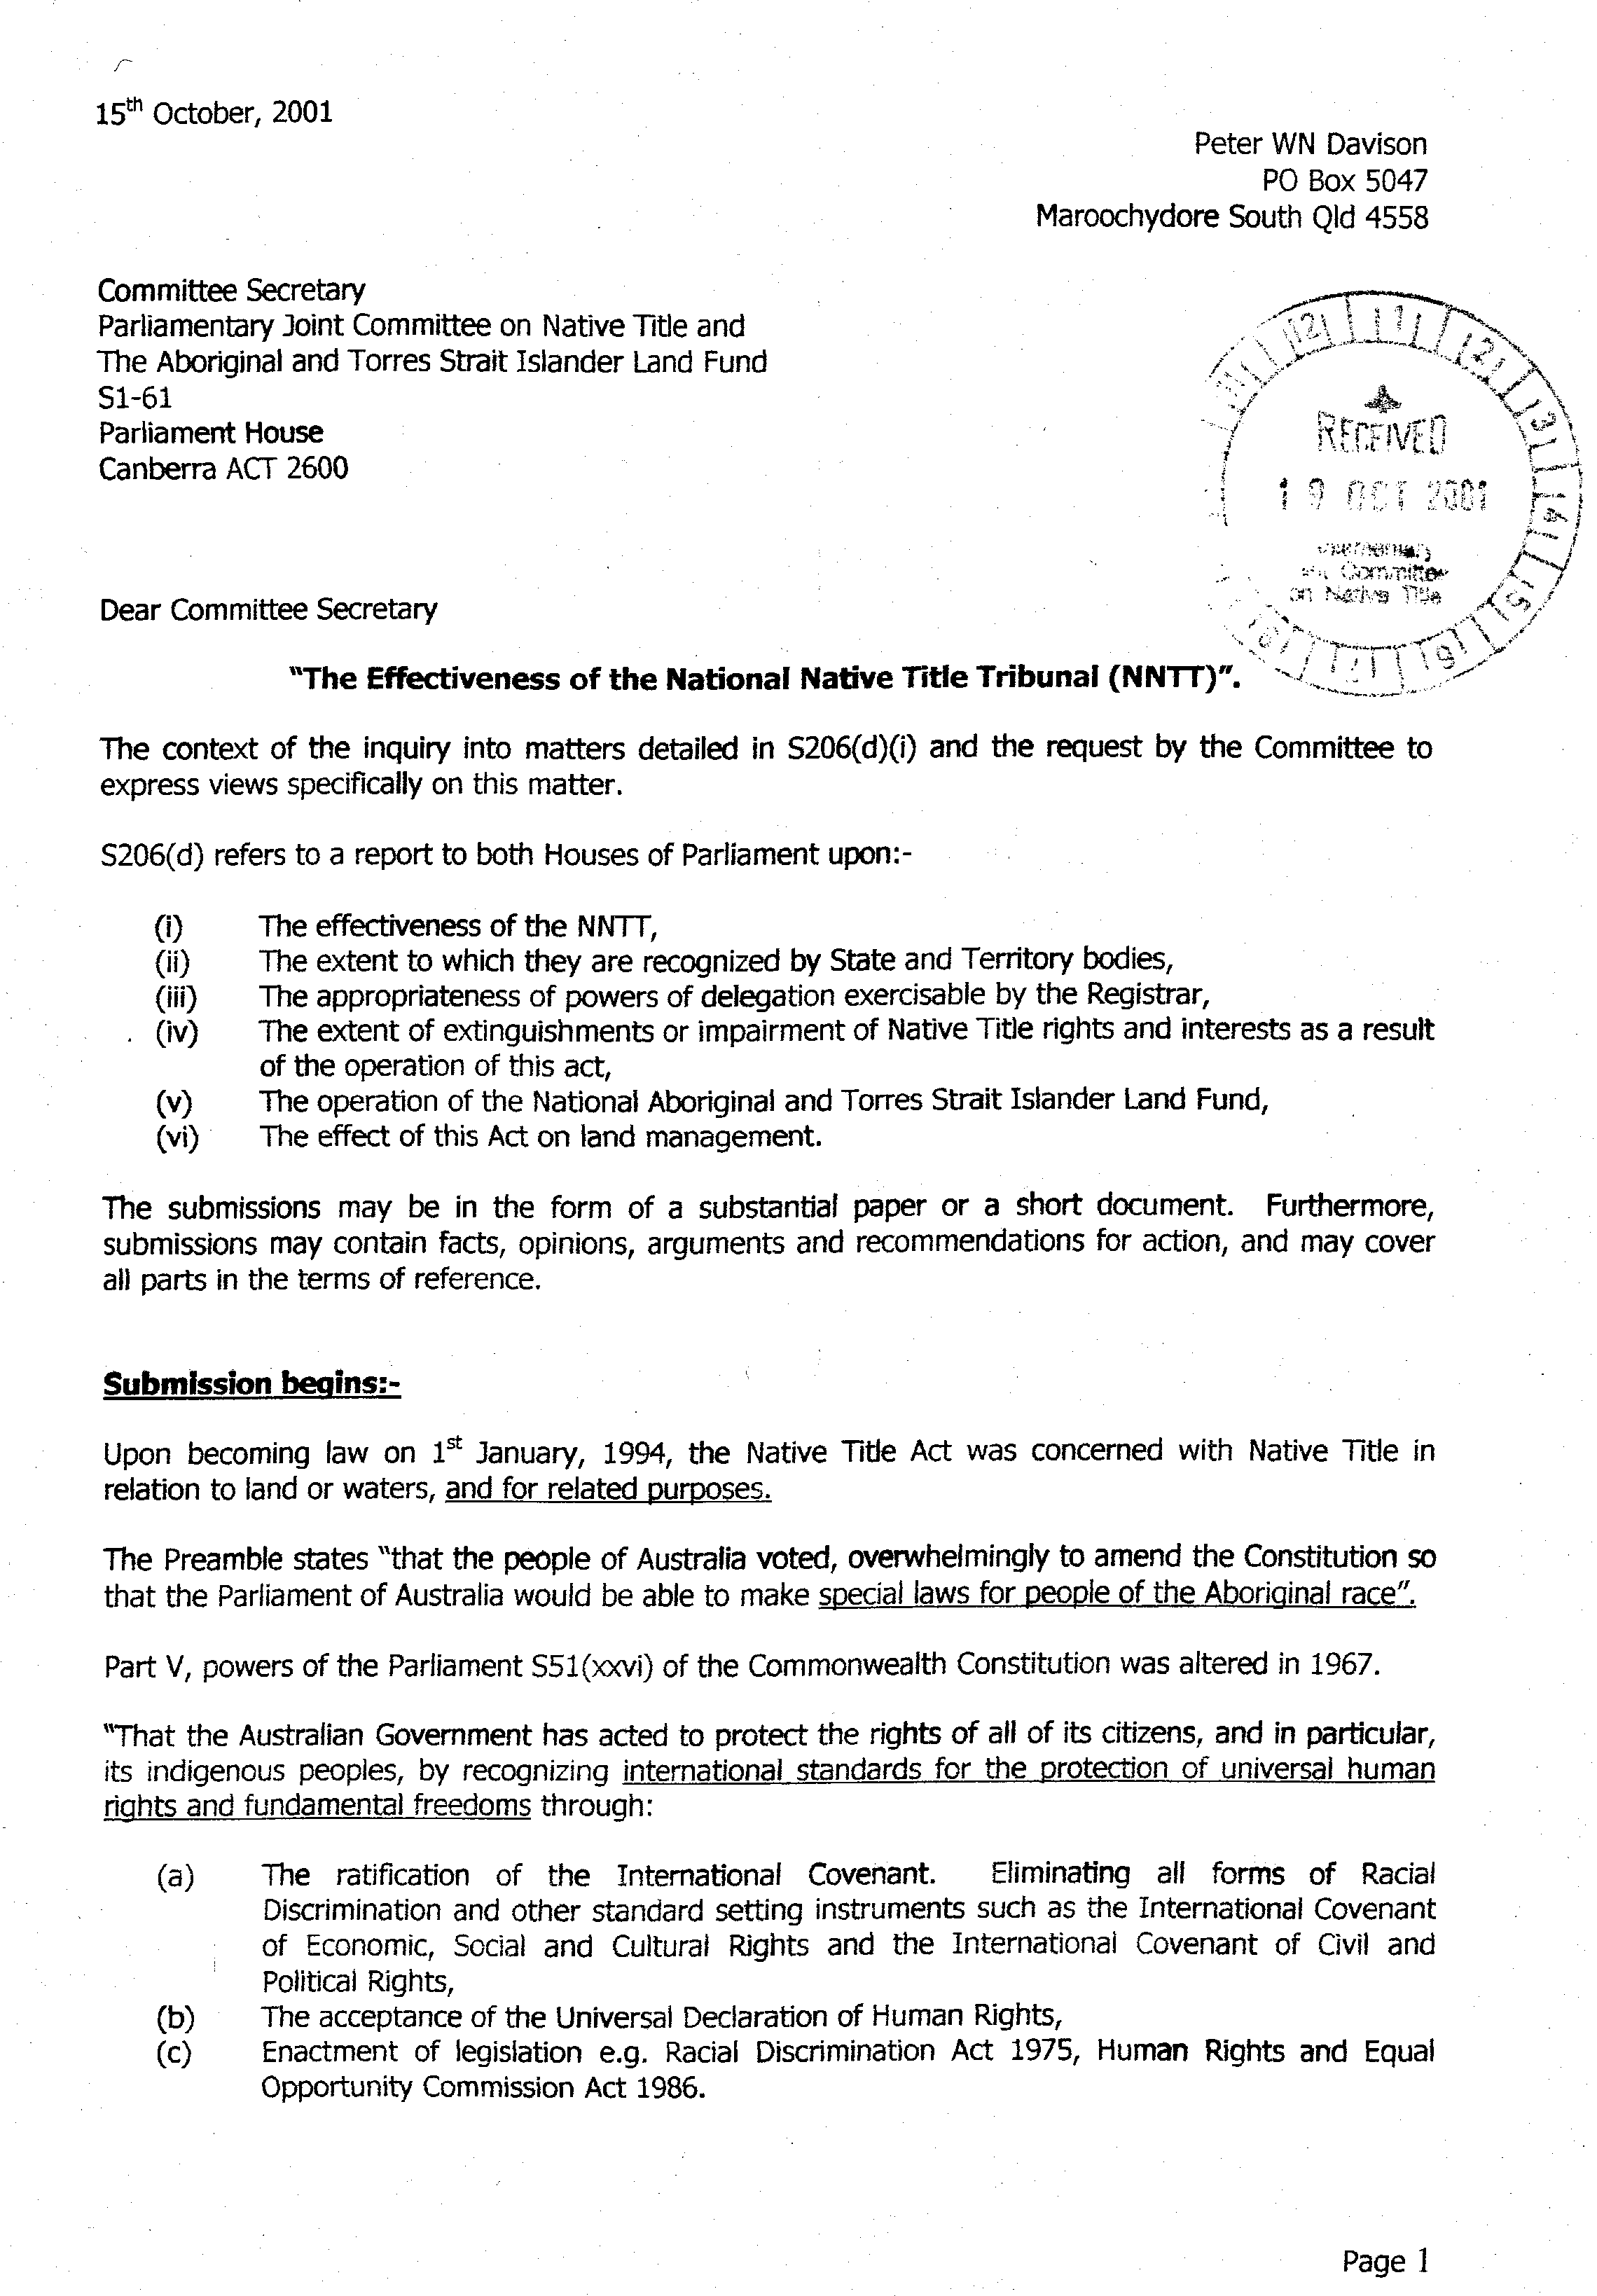 15th October, 2001
Peter WN Davison
PO Box 5047
Maroochydore South Qld 4558
Committee Secretary
Parliamentary Joint Committee on Native Title and
The Aboriginal and Torres Strait Islander Land Fund
S1-61
Parliament House
Canberra ACT 2600
RECEIVED
19 OCT 2001
Committee
on Native Title
Dear Committee Secretary
"The Effectiveness of the National Native Title Tribunal (NNTT)".
The context of the inquiry into matters detailed in S206(d)(i) and the request by the Committee to
express views specifically on this matter.
S206(d) refers to a report to both Houses of Parliament upon:-
(i) The effectiveness of the NNTT,
(ii) The extent to which they are recognized by State and Territory bodies,
(iii) The appropriateness of powers of delegation exercisable by the Registrar,
(iv) The extent of extinguishments or impairment of Native Title rights and interests as a result
of the operation of this act,
(v) The operation of the National Aboriginal and Torres Strait Islander Land Fund,
(vi) The effect of this Act on land management.
The submissions may be in the form of a substantial paper or a short document. Furthermore,
submissions may contain facts, opinions, arguments and recommendations for action, and may cover
all parts in the terms of reference.
Submission begins:-
Upon becoming law on 1st January, 1994, the Native Title Act was concerned with Native Title in
relation to land or waters, and for related purposes.
The Preamble states "that the people of Australia voted, overwhelmingly to amend the Constitution so
that the Parliament of Australia would be able to make special laws for people of the Aboriginal race".
Part V, powers of the Parliament S51(xxvi) of the Commonwealth Constitution was altered in 1967.
"That the Australian Government has acted to protect the rights of all of its citizens, and in particular,
its indigenous peoples, by recognizing international standards for the protection of universal human
rights and fundamental freedoms through:
(a) The ratification of the International Covenant. Eliminating all forms of Racial
Discrimination and other standard setting instruments such as the International Covenant
of Economic, Social and Cultural Rights and the International Covenant of Civil and
Political Rights,
(b) The acceptance of the Universal Declaration of Human Rights,
(c) Enactment of legislation e.g. Racial Discrimination Act 1975, Human Rights and Equal
Opportunity Commission Act 1986.
Page 1